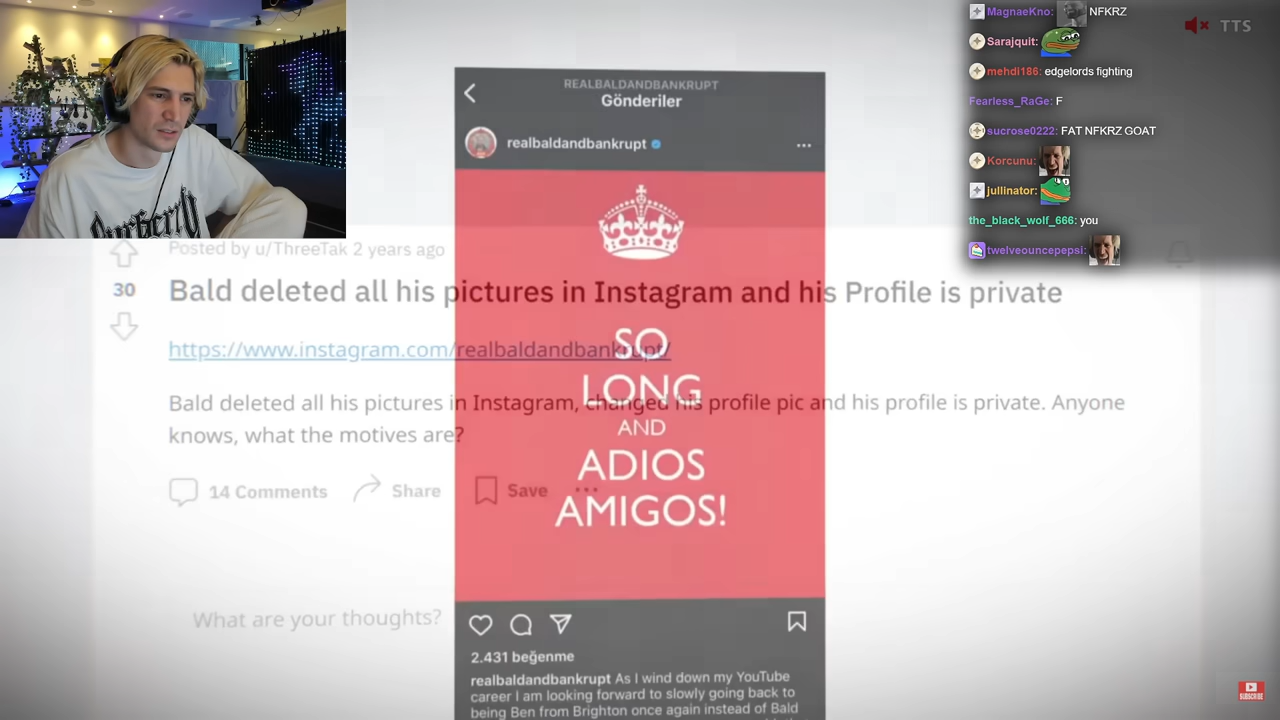 MagnaeKno: NFKRZ
Sarajquit:
mehdi186: edgelords fighting
Fearless_RaGe: F
sucrose0222: FAT NFKRZ GOAT
Korcunu:
jullinator:
the_black_wolf_666: you
twelveouncepepsi:
TTS
REALBALDANDBANKRUPT
Gönderiler
realbaldandbankrupt
Posted by u/ThreeTak 2 years ago
30
Bald deleted all his pictures in Instagram and his Profile is private
https://www.instagram.com/realbaldandbankrupt/
Bald deleted all his pictures in Instagram, changed his profile pic and his profile is private. Anyone
knows, what the motives are?
14 Comments Share Save ...
What are your thoughts?
SO
LONG
AND
ADIOS
AMIGOS!
2.431 beğenme
realbaldandbankrupt As I wind down my YouTube
career I am looking forward to slowly going back to
being Ben from Brighton once again instead of Bald
SUBSCRIBE